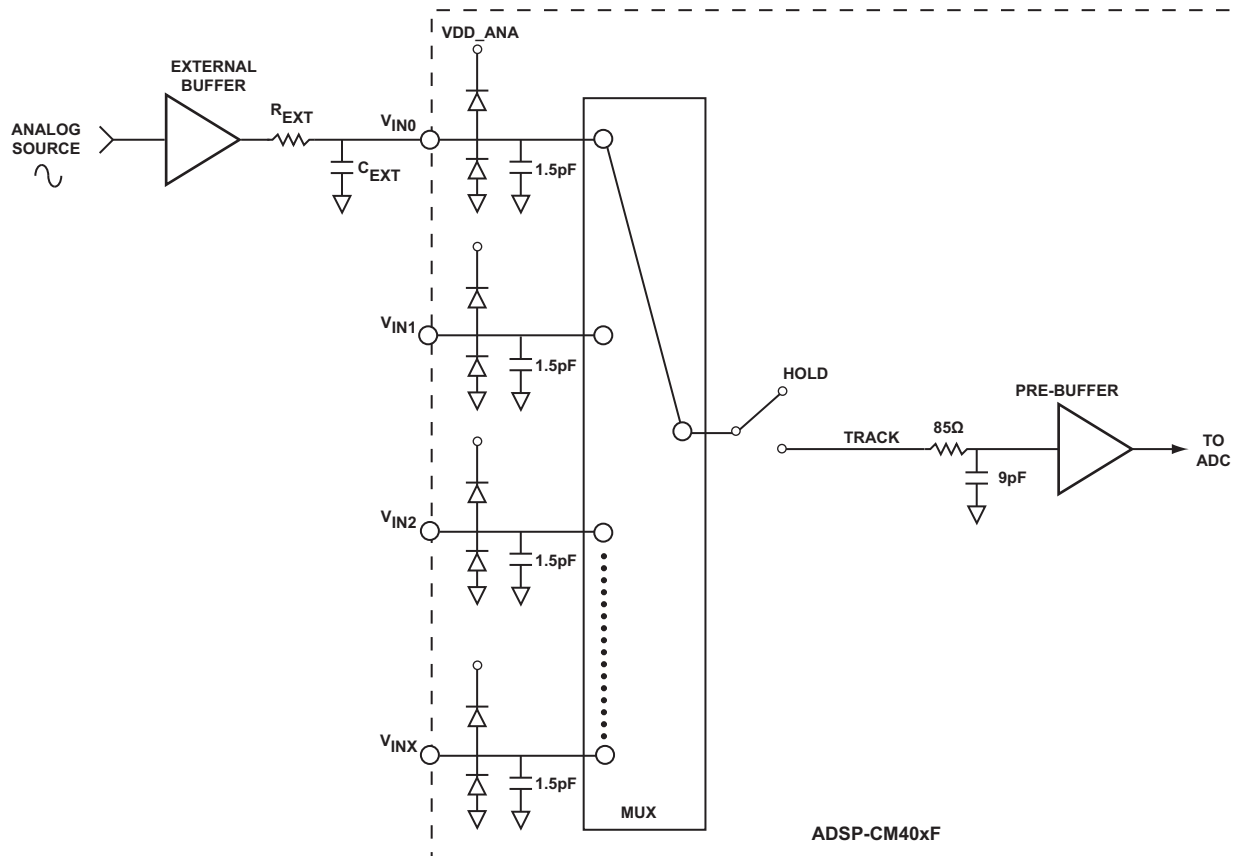 VDD_ANA
EXTERNAL
BUFFER
REXT
VIN0
ANALOG
SOURCE
CEXT
1.5pF
VIN1
1.5pF
HOLD
PRE-BUFFER
85Ω
TRACK
TO
ADC
9pF
VIN2
1.5pF
VINX
1.5pF
MUX
ADSP-CM40xF